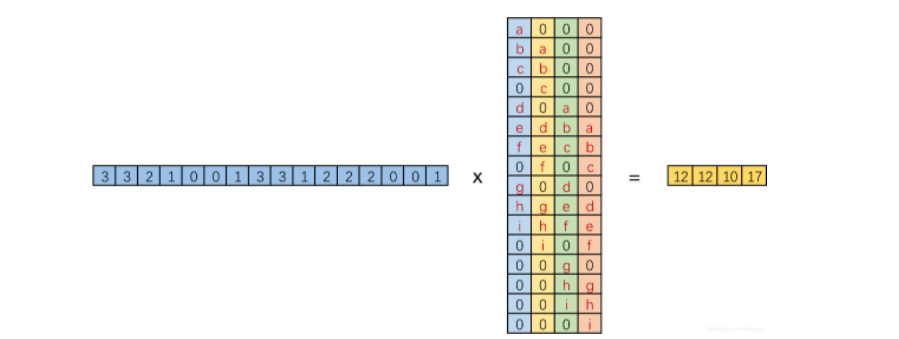 3 3 2 1 0 0 1 3 3 1 2 2 2 0 0 1
x
a 0 0 0
b a 0 0
c b 0 0
0 c 0 0
d 0 a 0
e d b a
f e c b
0 f 0 c
g 0 d 0
h g e d
i h f e
0 i 0 f
0 0 g 0
0 0 h g
0 0 i h
0 0 0 i
=
12 12 10 17